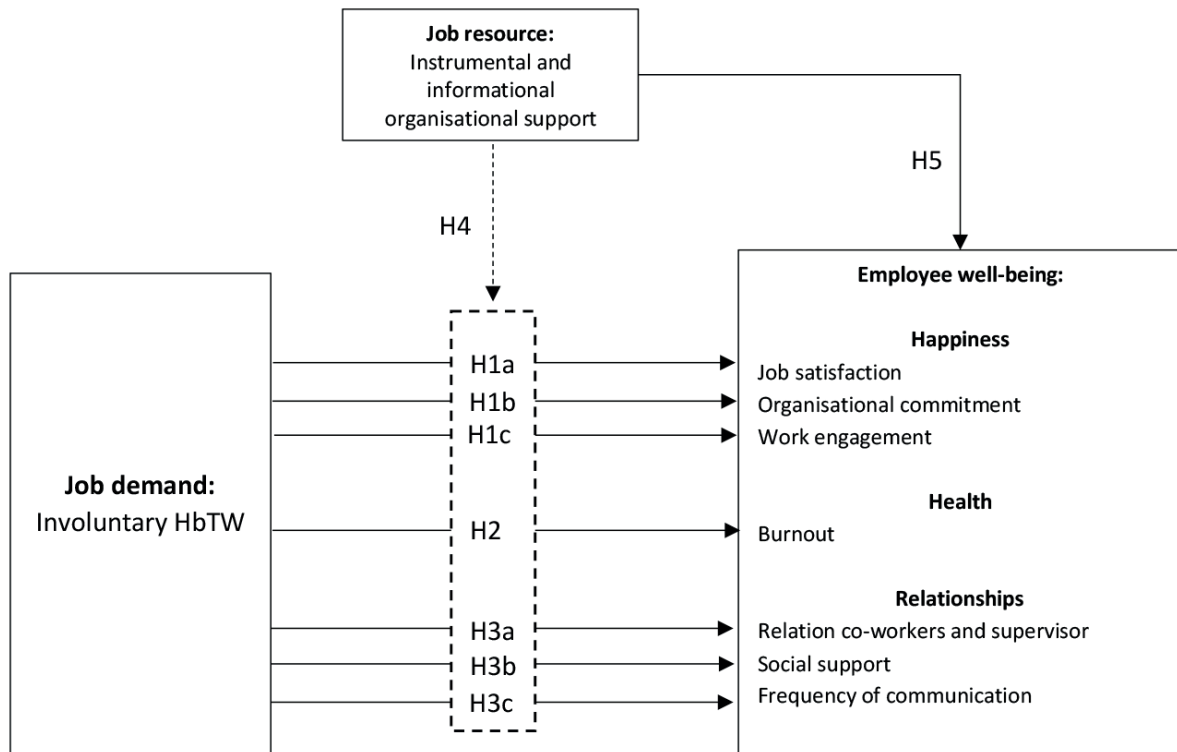 Job resource:
Instrumental and
informational
organisational support
H5
H4
Employee well-being:
Happiness
H1a
Job satisfaction
H1b
Organisational commitment
H1c
Work engagement
Job demand:
Involuntary HbTW
Health
H2
Burnout
Relationships
H3a
Relation co-workers and supervisor
H3b
Social support
H3c
Frequency of communication